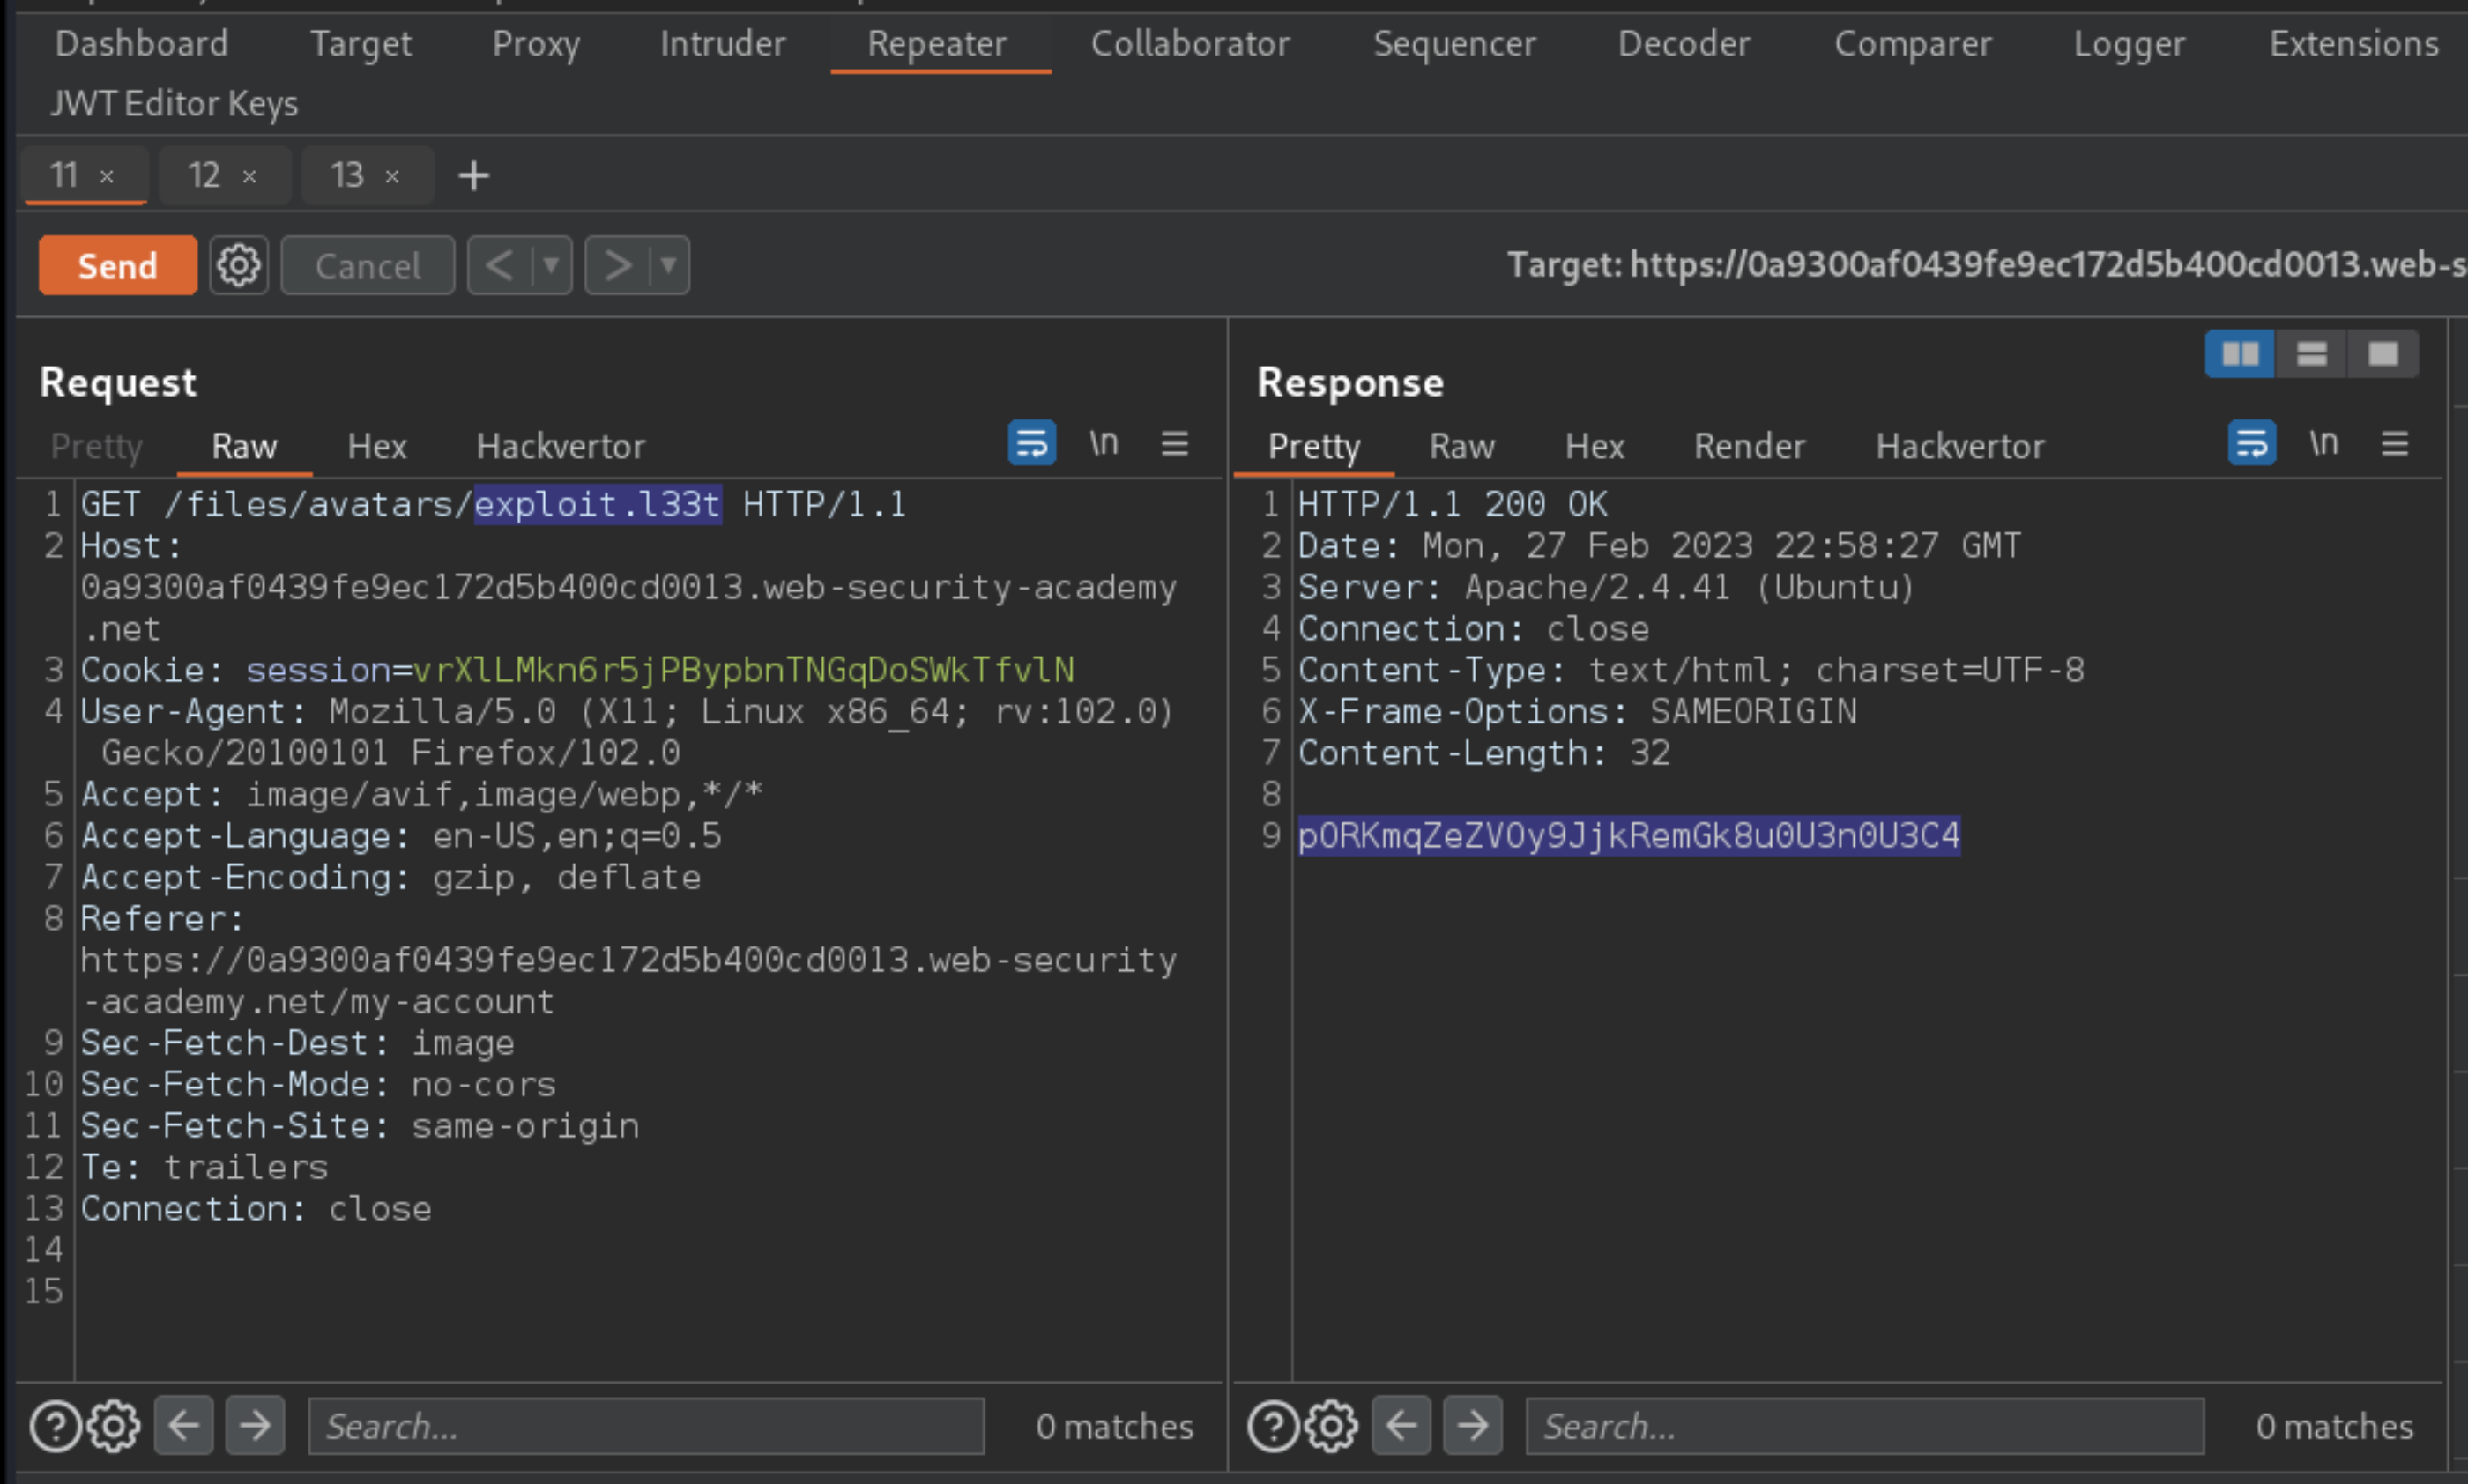 Dashboard Target Proxy Intruder Repeater Collaborator Sequencer Decoder Comparer Logger Extensions
JWT Editor Keys
11 × 12 × 13 × +
Send Cancel < > Target: https://0a9300af0439fe9ec172d5b400cd0013.web-s
Request
Pretty Raw Hex Hackvertor \n
1 GET /files/avatars/exploit.l33t HTTP/1.1
2 Host:
0a9300af0439fe9ec172d5b400cd0013.web-security-academy
.net
3 Cookie: session=vrXlLMkn6r5jPBypbnTNGqDoSWkTfvlN
4 User-Agent: Mozilla/5.0 (X11; Linux x86_64; rv:102.0)
Gecko/20100101 Firefox/102.0
5 Accept: image/avif,image/webp,*/*
6 Accept-Language: en-US,en;q=0.5
7 Accept-Encoding: gzip, deflate
8 Referer:
https://0a9300af0439fe9ec172d5b400cd0013.web-security
-academy.net/my-account
9 Sec-Fetch-Dest: image
10 Sec-Fetch-Mode: no-cors
11 Sec-Fetch-Site: same-origin
12 Te: trailers
13 Connection: close
14
15
Search... 0 matches
Response
Pretty Raw Hex Render Hackvertor \n
1 HTTP/1.1 200 OK
2 Date: Mon, 27 Feb 2023 22:58:27 GMT
3 Server: Apache/2.4.41 (Ubuntu)
4 Connection: close
5 Content-Type: text/html; charset=UTF-8
6 X-Frame-Options: SAMEORIGIN
7 Content-Length: 32
8
9 pORKmqZeZVOy9JjkRemGk8u0U3n0U3C4
Search... 0 matches